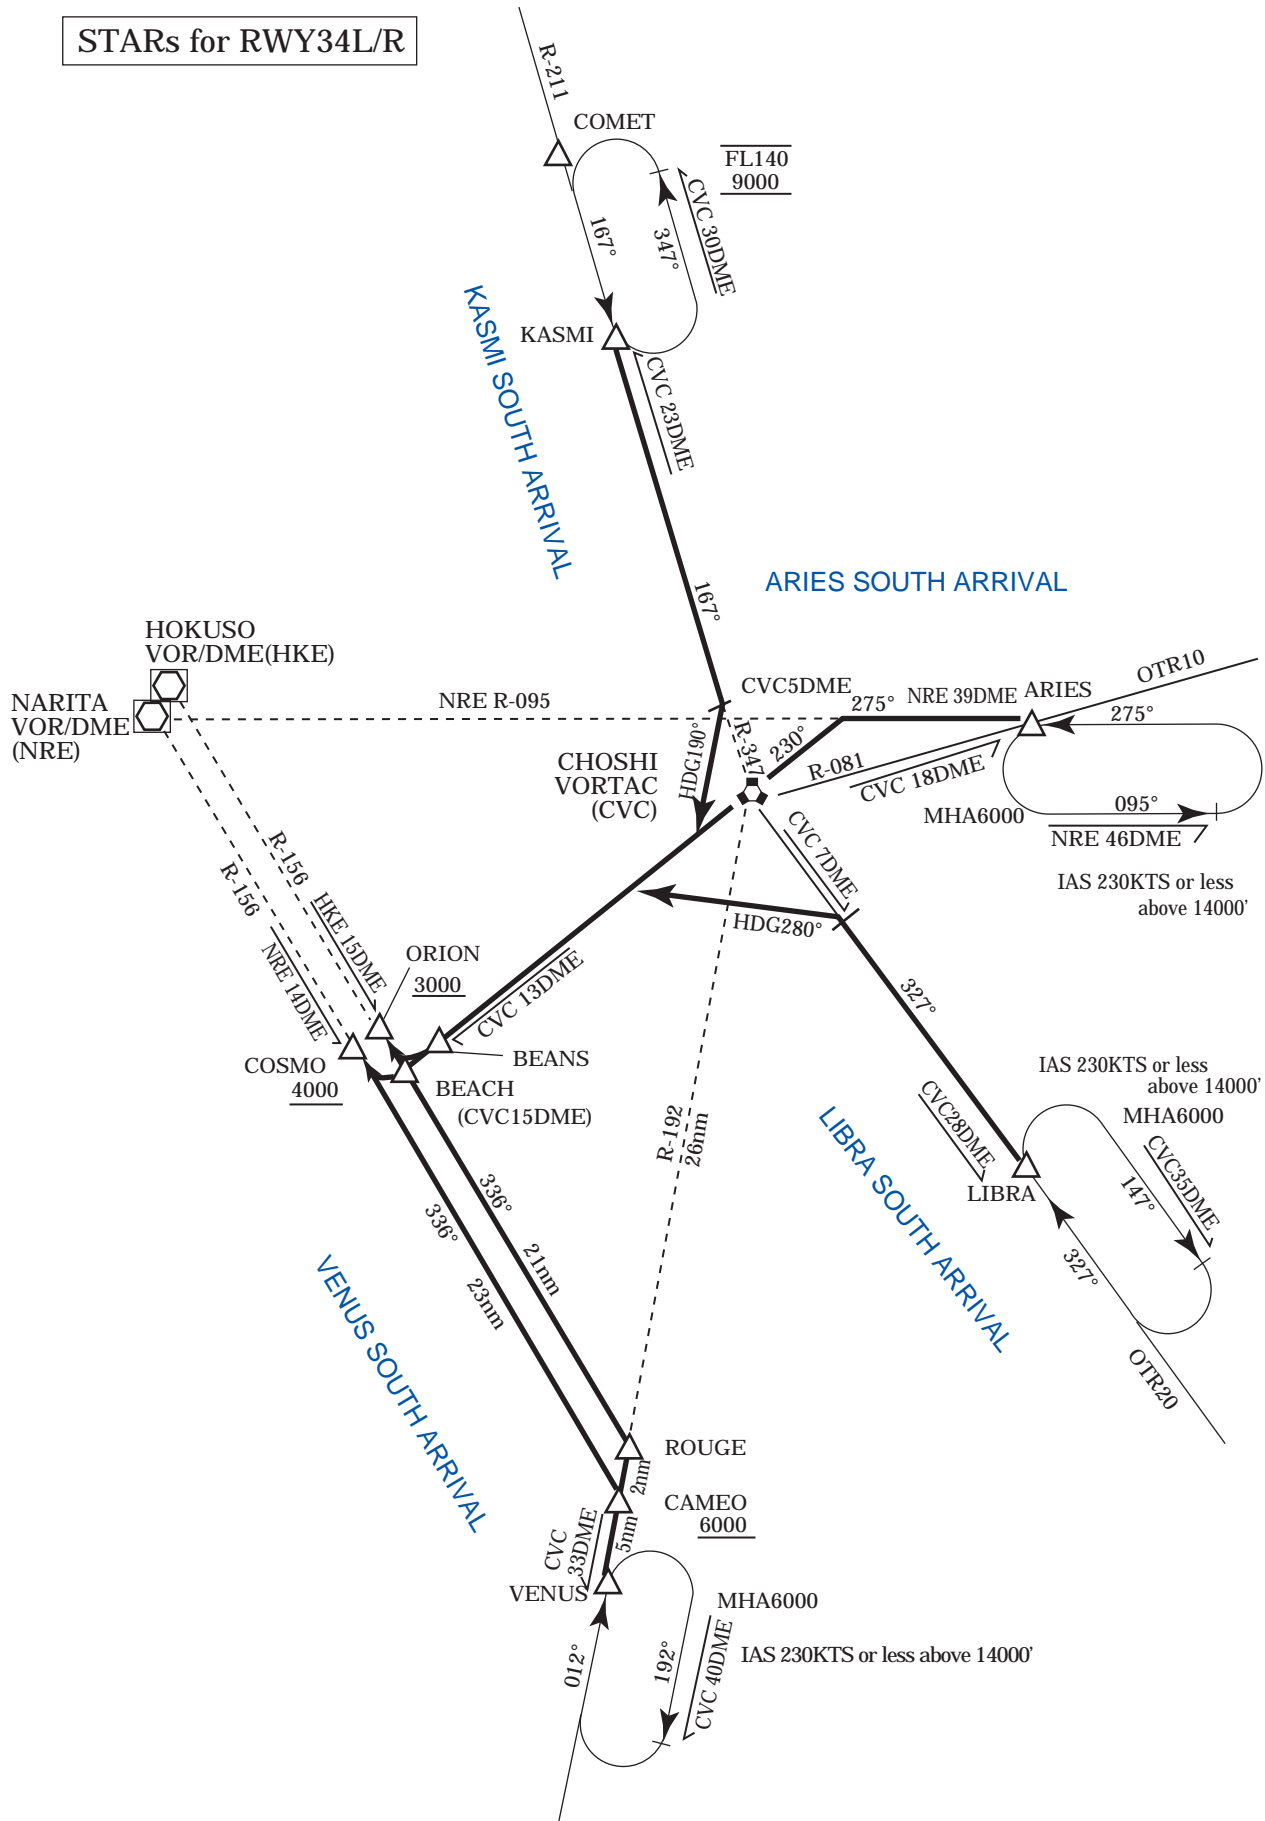 STARs for RWY34L/R
R-211
COMET
FL140
9000
CVC 30DME
167°
347°
KASMI
CVC 23DME
KASMI SOUTH ARRIVAL
167°
ARIES SOUTH ARRIVAL
HOKUSO
VOR/DME(HKE)
NARITA
VOR/DME
(NRE)
NRE R-095
CVC5DME
275°
NRE 39DME
ARIES
OTR10
275°
R-347
230°
HDG190°
R-081
CVC 18DME
CHOSHI
VORTAC
(CVC)
MHA6000
095°
NRE 46DME
IAS 230KTS or less
above 14000'
CVC 7DME
HDG280°
R-156
R-156
HKE 15DME
NRE 14DME
ORION
3000
CVC 13DME
BEANS
COSMO
4000
BEACH
(CVC15DME)
327°
IAS 230KTS or less
above 14000'
MHA6000
CVC28DME
CVC35DME
147°
LIBRA
327°
OTR20
LIBRA SOUTH ARRIVAL
R-192
26nm
336°
336°
21nm
23nm
VENUS SOUTH ARRIVAL
ROUGE
2nm
CAMEO
6000
5nm
CVC
33DME
VENUS
MHA6000
IAS 230KTS or less above 14000'
012°
192°
CVC 40DME